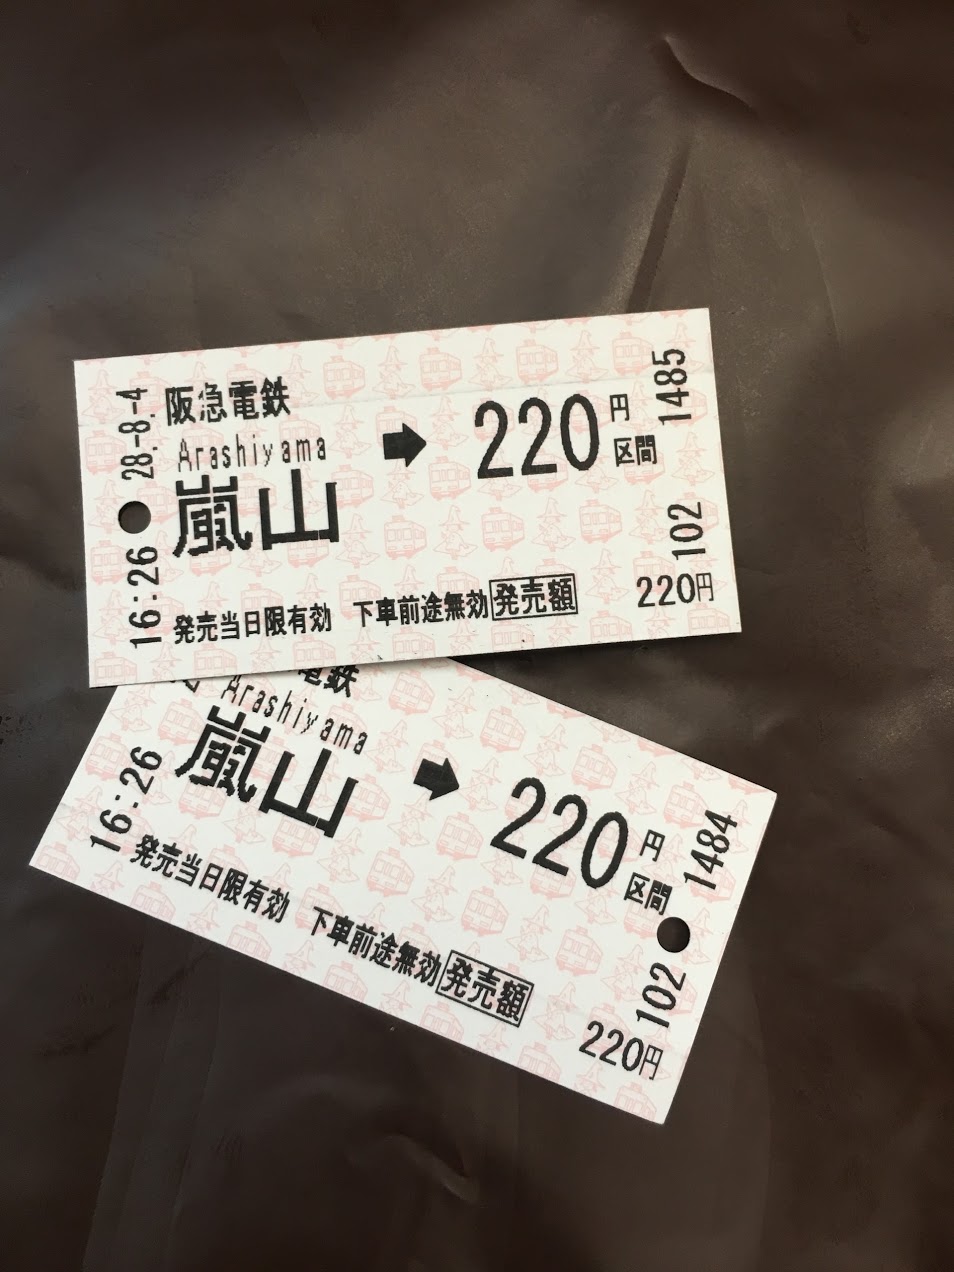 阪急電鉄
Arashiyama
嵐山
➡
220円
区間
28-8.-4
16:26
1485
102
220円
発売当日限有効 下車前途無効 発売額
電鉄
Arashiyama
嵐山
➡
220円
区間
16:26
1484
102
220円
発売当日限有効 下車前途無効 発売額